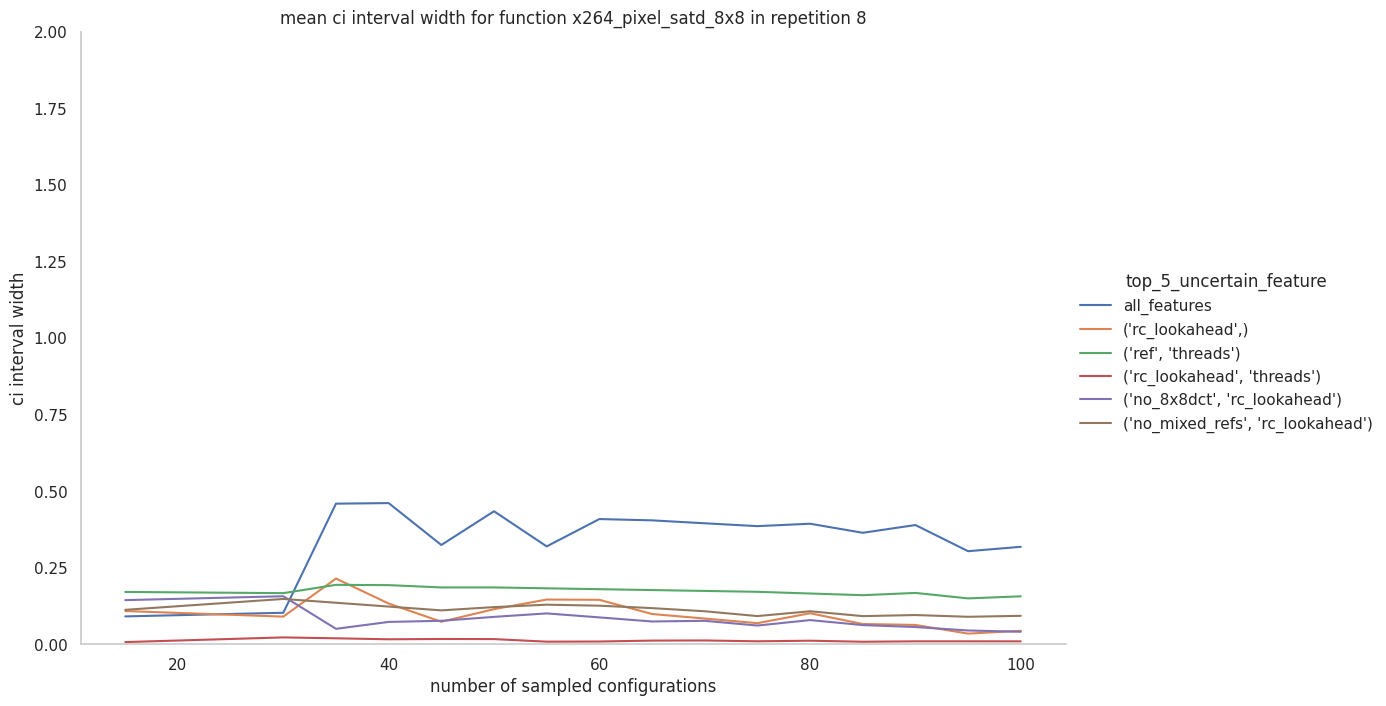 mean ci interval width for function x264_pixel_satd_8x8 in repetition 8
2.00
1.75
1.50
1.25
1.00
0.75
0.50
0.25
0.00
ci interval width
20
40
60
80
100
number of sampled configurations
top_5_uncertain_feature
all_features
('rc_lookahead',)
('ref', 'threads')
('rc_lookahead', 'threads')
('no_8x8dct', 'rc_lookahead')
('no_mixed_refs', 'rc_lookahead')